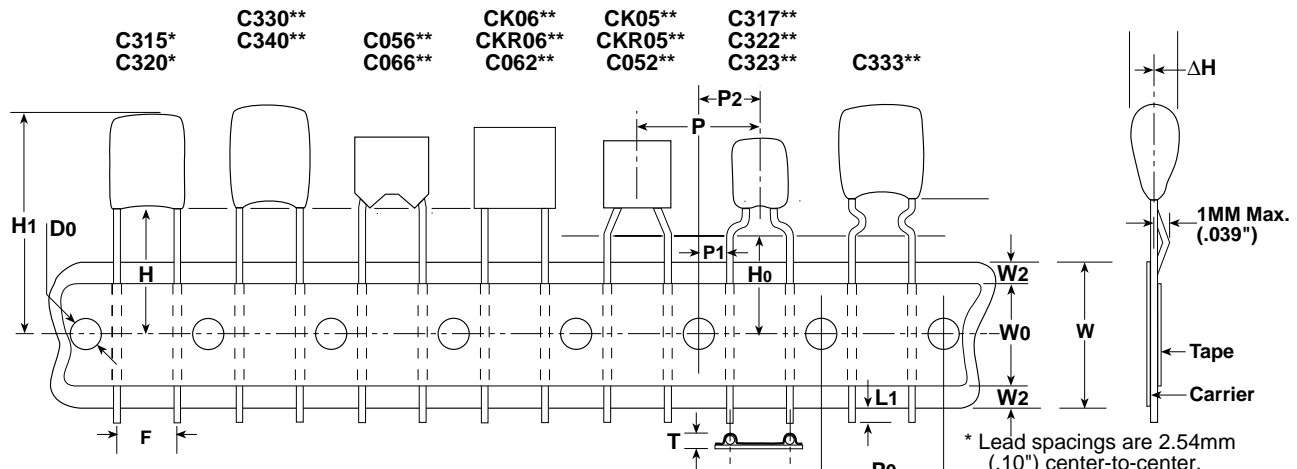 C315*
C320*
C330**
C340**
C056**
C066**
CK06**
CKR06**
C062**
CK05**
CKR05**
C052**
C317**
C322**
C323**
C333**
P2
P
ΔH
H1
D0
H
P1
H0
1MM Max.
(.039")
W2
W0
W
W2
Tape
Carrier
L1
F
T
P0
* Lead spacings are 2.54mm
(.10") center-to-center.